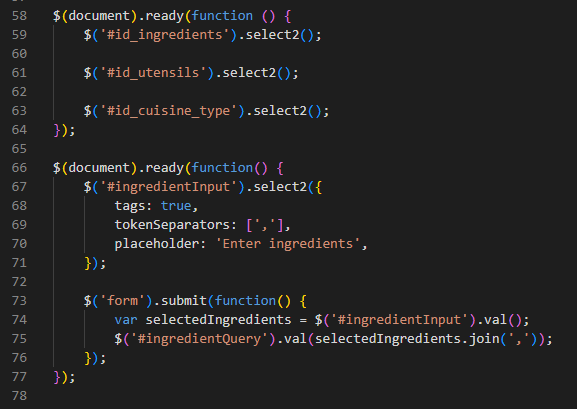 58 $(document).ready(function () {
59     $('#id_ingredients').select2();
60
61     $('#id_utensils').select2();
62
63     $('#id_cuisine_type').select2();
64 });
65
66 $(document).ready(function() {
67     $('#ingredientInput').select2({
68         tags: true,
69         tokenSeparators: [','],
70         placeholder: 'Enter ingredients',
71     });
72
73     $('form').submit(function() {
74         var selectedIngredients = $('#ingredientInput').val();
75         $('#ingredientQuery').val(selectedIngredients.join(','));
76     });
77 });
78